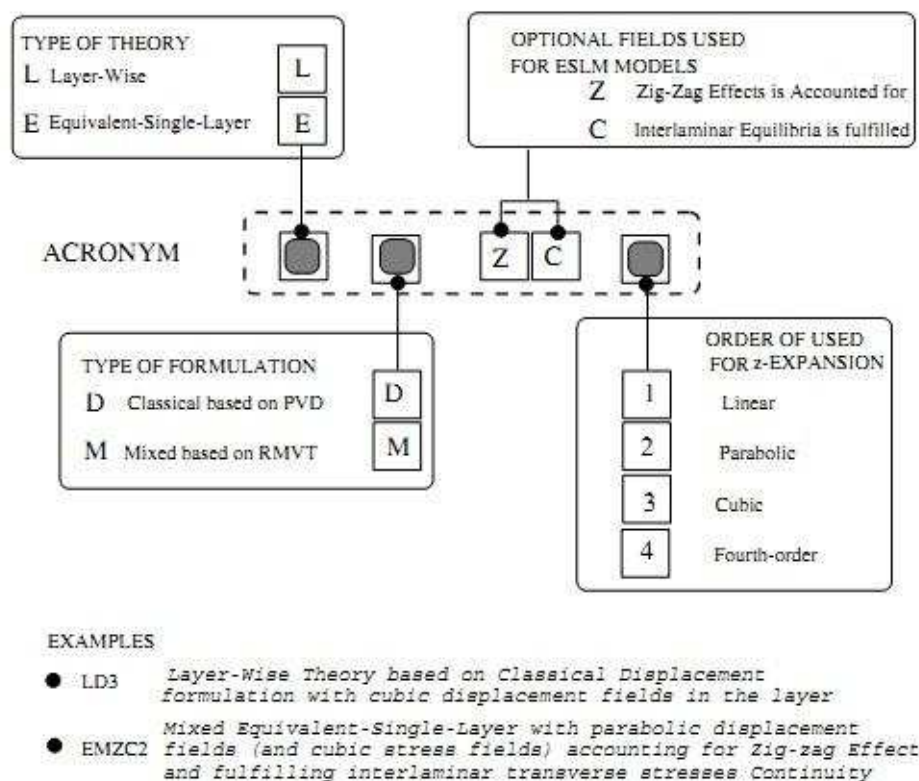 TYPE OF THEORY
L Layer-Wise
E Equivalent-Single-Layer
L
E
OPTIONAL FIELDS USED
FOR ESLM MODELS
Z Zig-Zag Effects is Accounted for
C Interlaminar Equilibria is fulfilled
ACRONYM
Z C
TYPE OF FORMULATION
D Classical based on PVD
M Mixed based on RMVT
D
M
ORDER OF USED
FOR z-EXPANSION
1 Linear
2 Parabolic
3 Cubic
4 Fourth-order
EXAMPLES
LD3 Layer-Wise Theory based on Classical Displacement
formulation with cubic displacement fields in the layer
Mixed Equivalent-Single-Layer with parabolic displacement
EMZC2 fields (and cubic stress fields) accounting for Zig-zag Effect
and fulfilling interlaminar transverse stresses Continuity